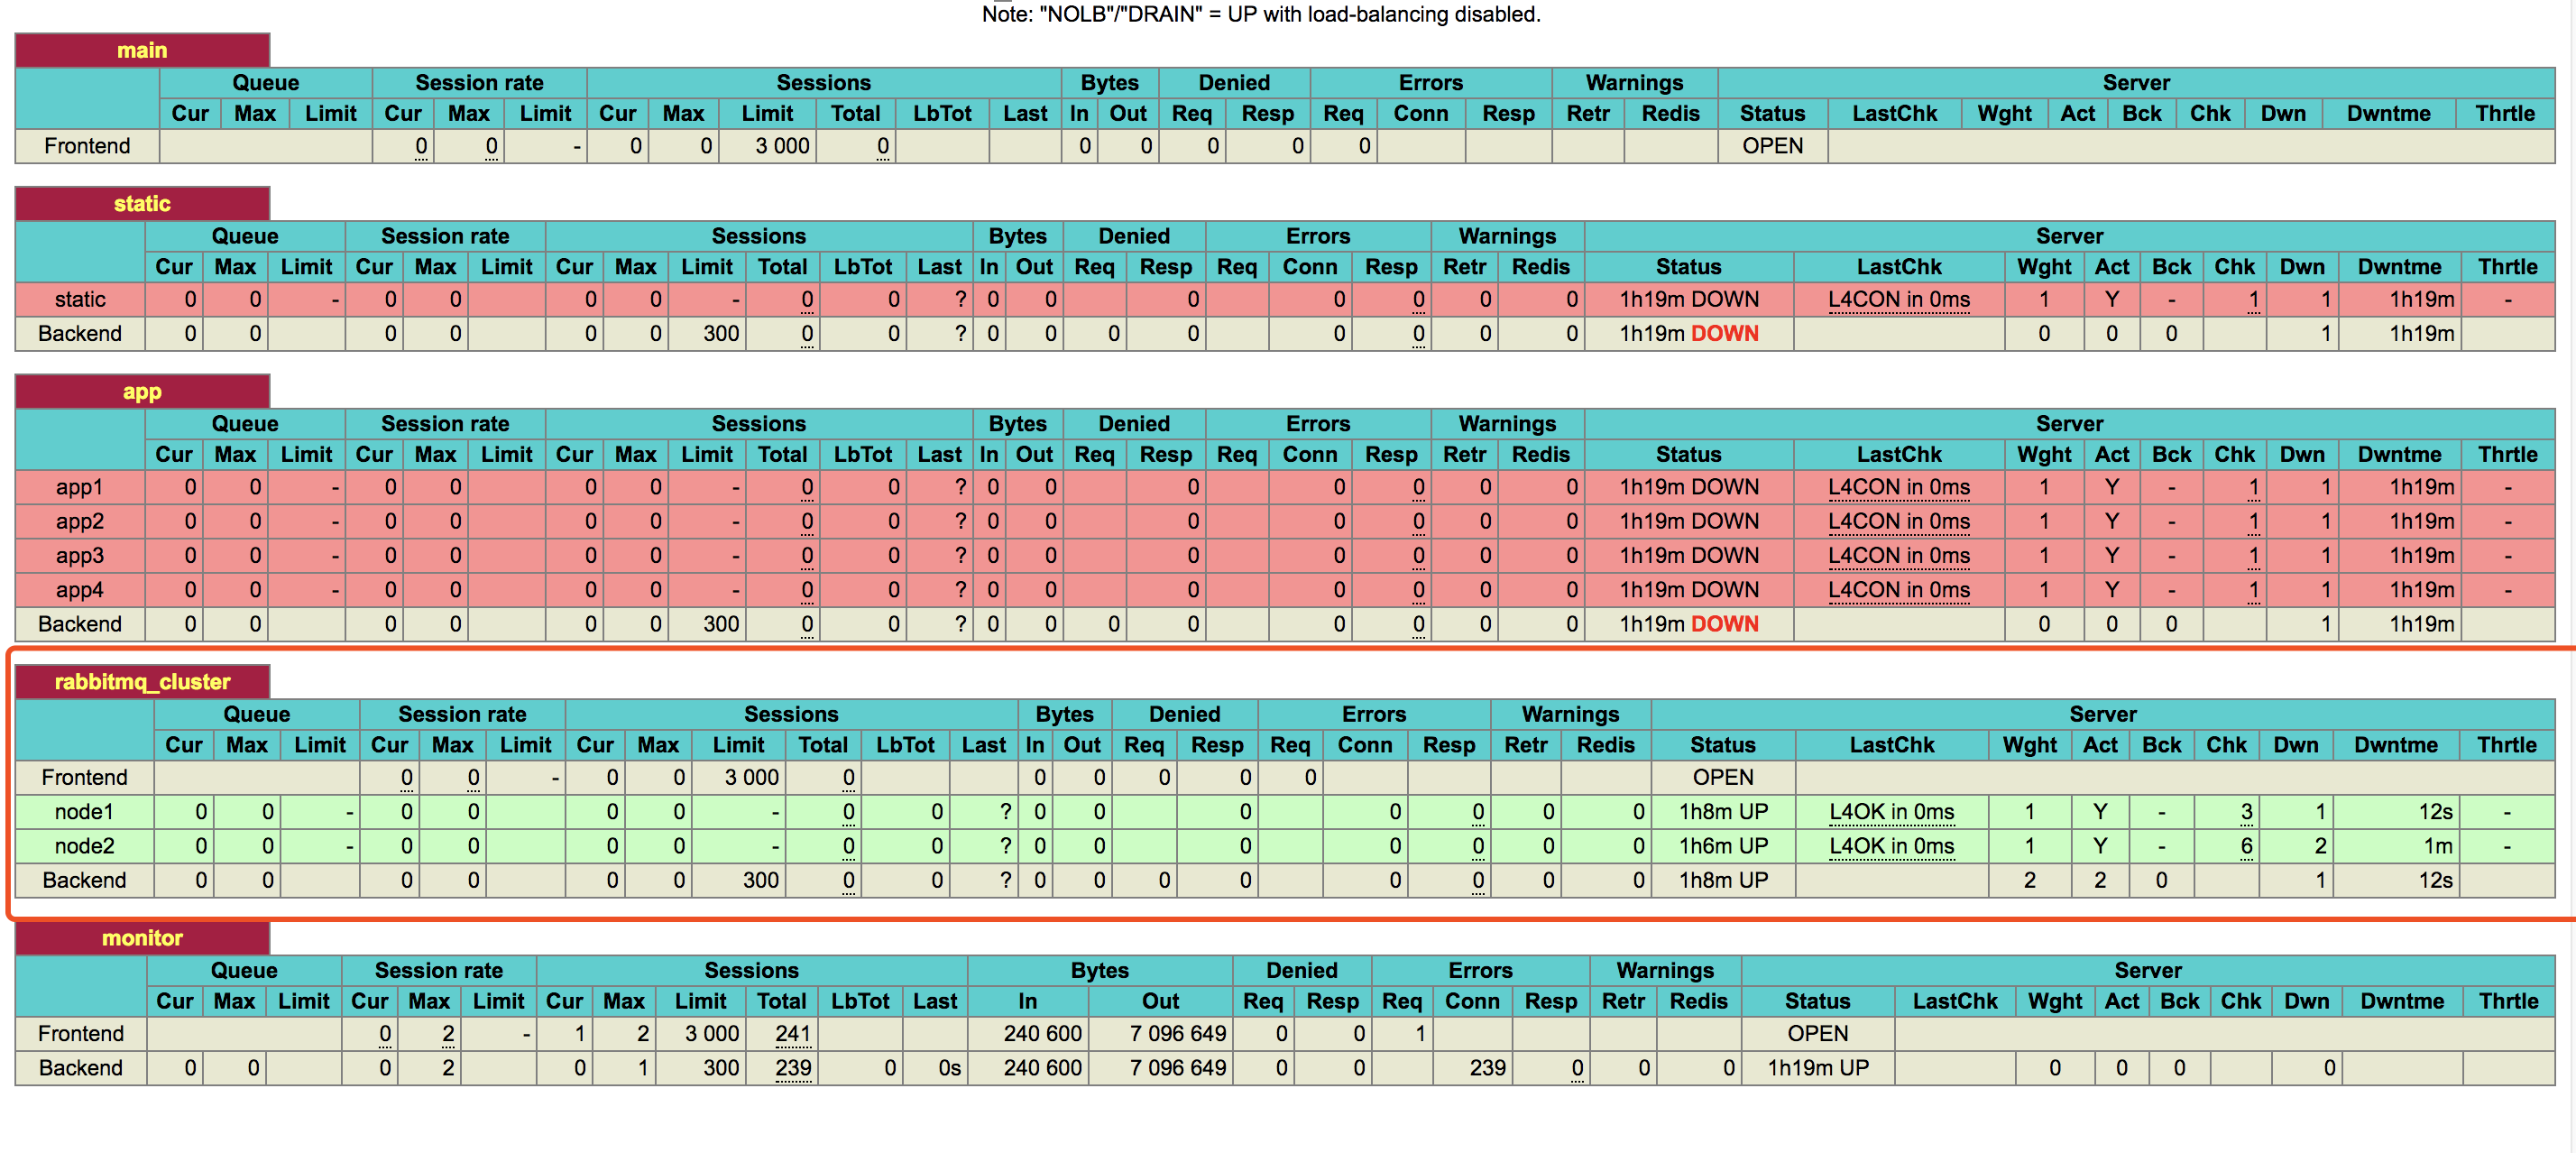 Note: "NOLB"/"DRAIN" = UP with load-balancing disabled.
main
Queue Session rate Sessions Bytes Denied Errors Warnings Server
Cur Max Limit Cur Max Limit Cur Max Limit Total LbTot Last In Out Req Resp Req Conn Resp Retr Redis Status LastChk Wght Act Bck Chk Dwn Dwntme Thrtle
Frontend 0 0 - 0 0 3 000 0 0 0 0 0 0 OPEN
static
Queue Session rate Sessions Bytes Denied Errors Warnings Server
Cur Max Limit Cur Max Limit Cur Max Limit Total LbTot Last In Out Req Resp Req Conn Resp Retr Redis Status LastChk Wght Act Bck Chk Dwn Dwntme Thrtle
static 0 0 - 0 0 0 0 - 0 0 ? 0 0 0 0 0 0 0 1h19m DOWN L4CON in 0ms 1 Y - 1 1 1h19m -
Backend 0 0 0 0 0 0 300 0 0 ? 0 0 0 0 0 0 0 0 1h19m DOWN 0 0 0 1 1h19m
app
Queue Session rate Sessions Bytes Denied Errors Warnings Server
Cur Max Limit Cur Max Limit Cur Max Limit Total LbTot Last In Out Req Resp Req Conn Resp Retr Redis Status LastChk Wght Act Bck Chk Dwn Dwntme Thrtle
app1 0 0 - 0 0 0 0 - 0 0 ? 0 0 0 0 0 0 0 1h19m DOWN L4CON in 0ms 1 Y - 1 1 1h19m -
app2 0 0 - 0 0 0 0 - 0 0 ? 0 0 0 0 0 0 0 1h19m DOWN L4CON in 0ms 1 Y - 1 1 1h19m -
app3 0 0 - 0 0 0 0 - 0 0 ? 0 0 0 0 0 0 0 1h19m DOWN L4CON in 0ms 1 Y - 1 1 1h19m -
app4 0 0 - 0 0 0 0 - 0 0 ? 0 0 0 0 0 0 0 1h19m DOWN L4CON in 0ms 1 Y - 1 1 1h19m -
Backend 0 0 0 0 0 0 300 0 0 ? 0 0 0 0 0 0 0 0 1h19m DOWN 0 0 0 1 1h19m
rabbitmq_cluster
Queue Session rate Sessions Bytes Denied Errors Warnings Server
Cur Max Limit Cur Max Limit Cur Max Limit Total LbTot Last In Out Req Resp Req Conn Resp Retr Redis Status LastChk Wght Act Bck Chk Dwn Dwntme Thrtle
Frontend 0 0 - 0 0 3 000 0 0 0 0 0 0 OPEN
node1 0 0 - 0 0 0 0 - 0 0 ? 0 0 0 0 0 0 0 1h8m UP L4OK in 0ms 1 Y - 3 1 12s -
node2 0 0 - 0 0 0 0 - 0 0 ? 0 0 0 0 0 0 0 1h6m UP L4OK in 0ms 1 Y - 6 2 1m -
Backend 0 0 0 0 0 0 300 0 0 ? 0 0 0 0 0 0 0 0 1h8m UP 2 2 0 1 12s
monitor
Queue Session rate Sessions Bytes Denied Errors Warnings Server
Cur Max Limit Cur Max Limit Cur Max Limit Total LbTot Last In Out Req Resp Req Conn Resp Retr Redis Status LastChk Wght Act Bck Chk Dwn Dwntme Thrtle
Frontend 0 2 - 1 2 3 000 241 240 600 7 096 649 0 0 1 OPEN
Backend 0 0 0 2 0 1 300 239 0 0s 240 600 7 096 649 0 0 239 0 0 0 1h19m UP 0 0 0 0